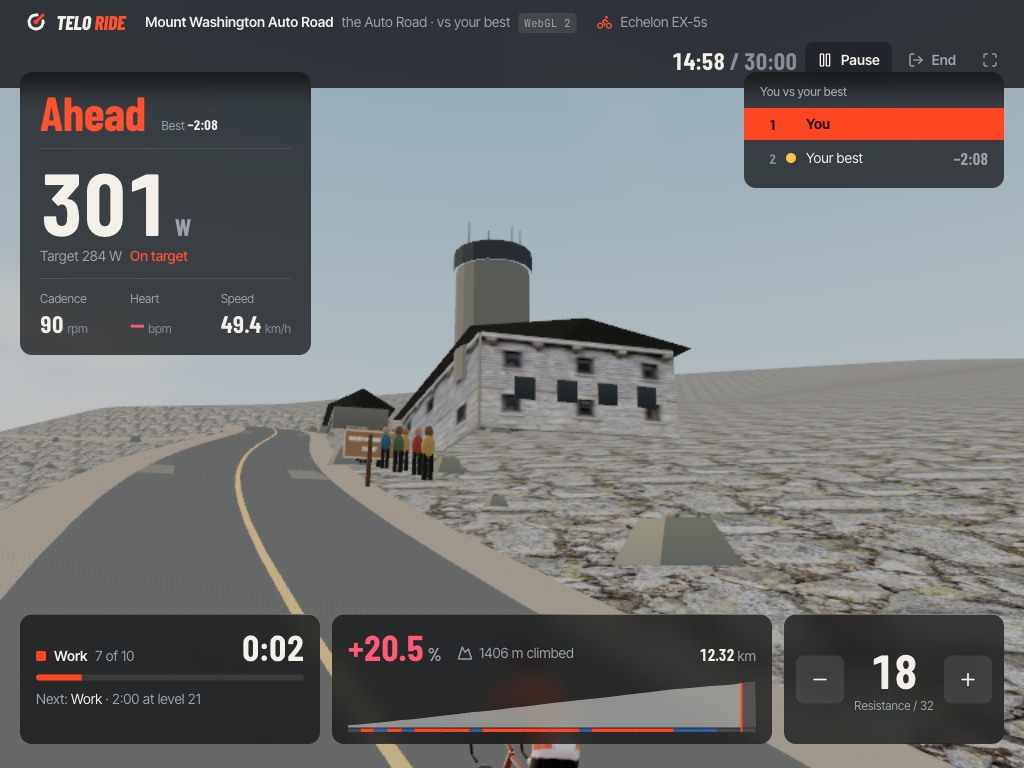 TELO RIDE Mount Washington Auto Road the Auto Road · vs your best WebGL 2 Echelon EX-5s
14:58 / 30:00 Pause End
Ahead Best −2:08
You vs your best
1 You
2 Your best −2:08
301 W
Target 284 W On target
Cadence Heart Speed
90 rpm — bpm 49.4 km/h
Work 7 of 10 0:02
Next: Work · 2:00 at level 21
+20.5 % 1406 m climbed 12.32 km
− 18 +
Resistance / 32